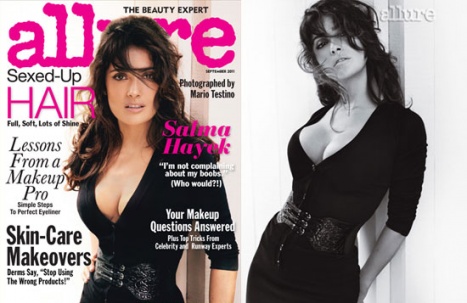 THE BEAUTY EXPERT
allure
SEPTEMBER 2011
Sexed-Up
HAIR
Full, Soft, Lots of Shine
Photographed by
Mario Testino
Lessons
From a
Makeup
Pro
Simple Steps
To Perfect Eyeliner
Salma
Hayek
"I'm not complaining
about my boobs.
(Who would?!)
Your Makeup
Questions Answered
Plus Top Tricks From
Celebrity and Runway Experts
Skin-Care
Makeovers
Derms Say, "Stop Using
The Wrong Products!"
allure